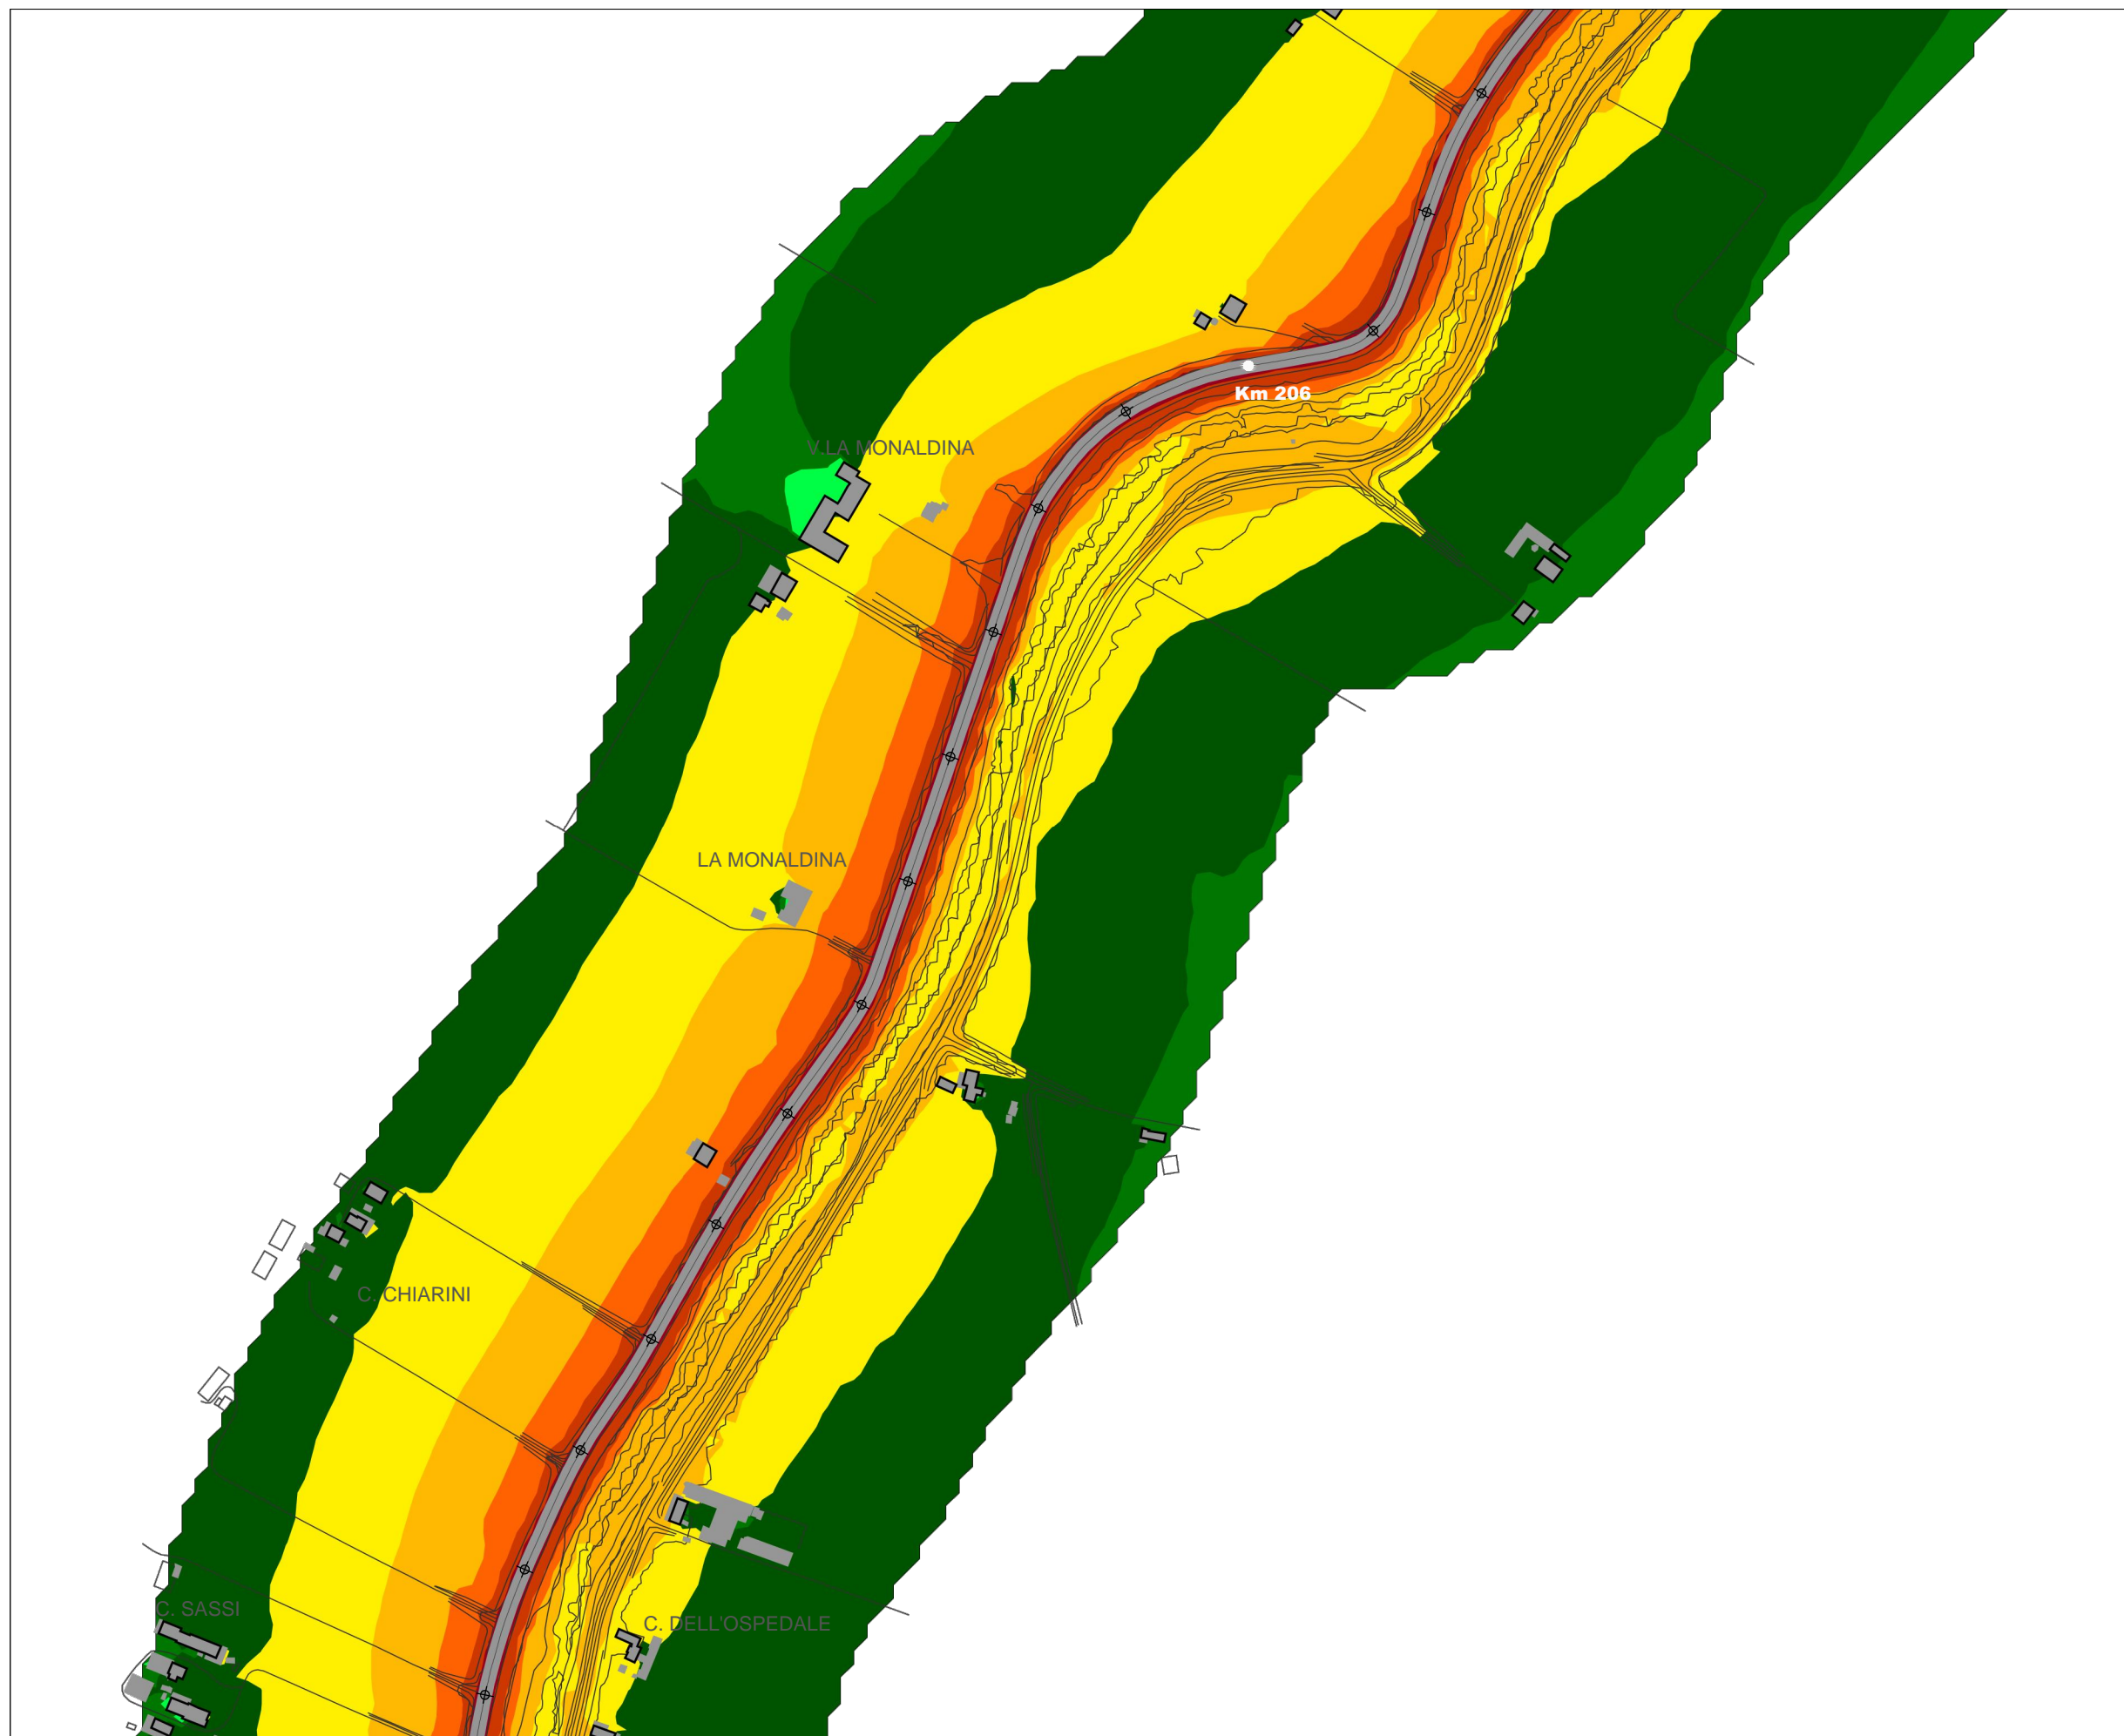 Km 206
V.LA MONALDINA
LA MONALDINA
C. CHIARINI
C. SASSI
C. DELL'OSPEDALE